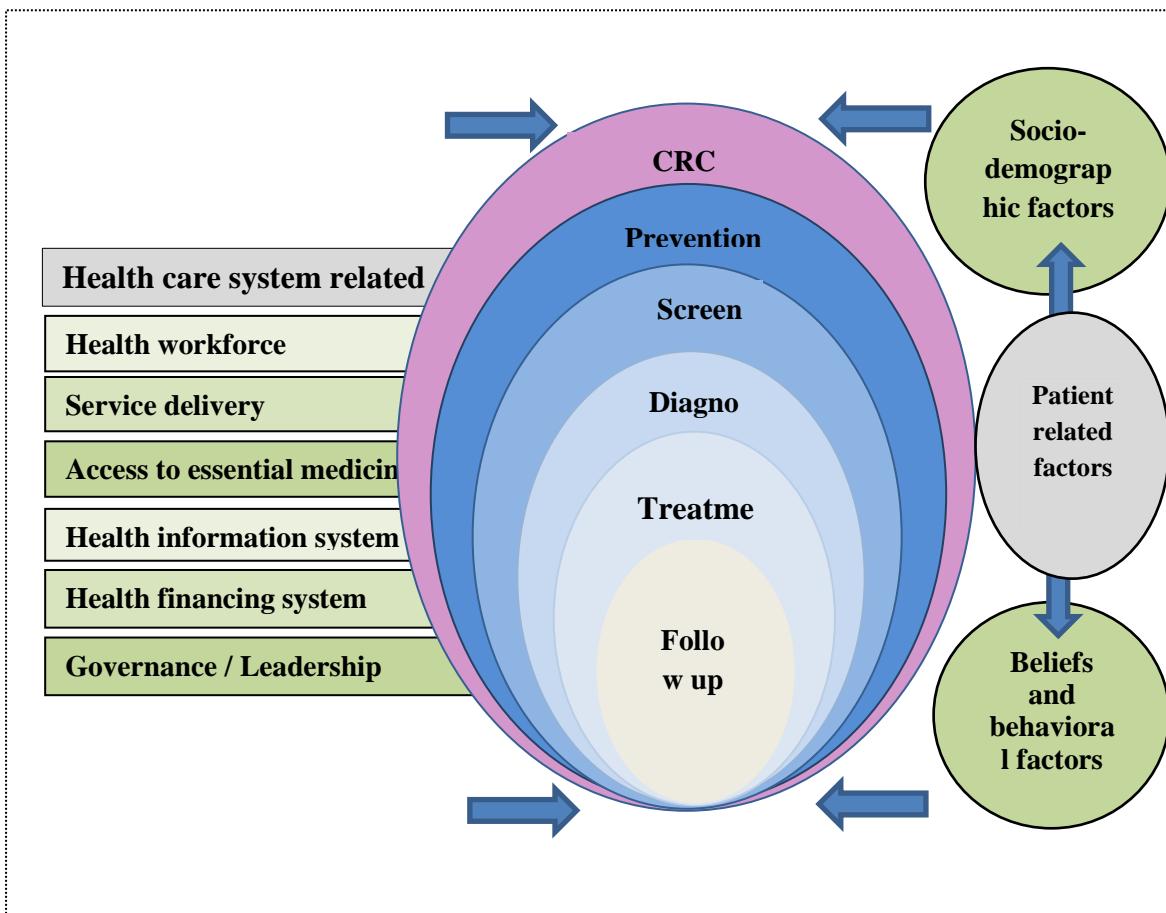 Health care system related
Health workforce
Service delivery
Access to essential medicin
Health information system
Health financing system
Governance / Leadership
CRC
Prevention
Screen
Diagno
Treatme
Follo
w up
Socio-
demograp
hic factors
Patient
related
factors
Beliefs
and
behaviora
l factors